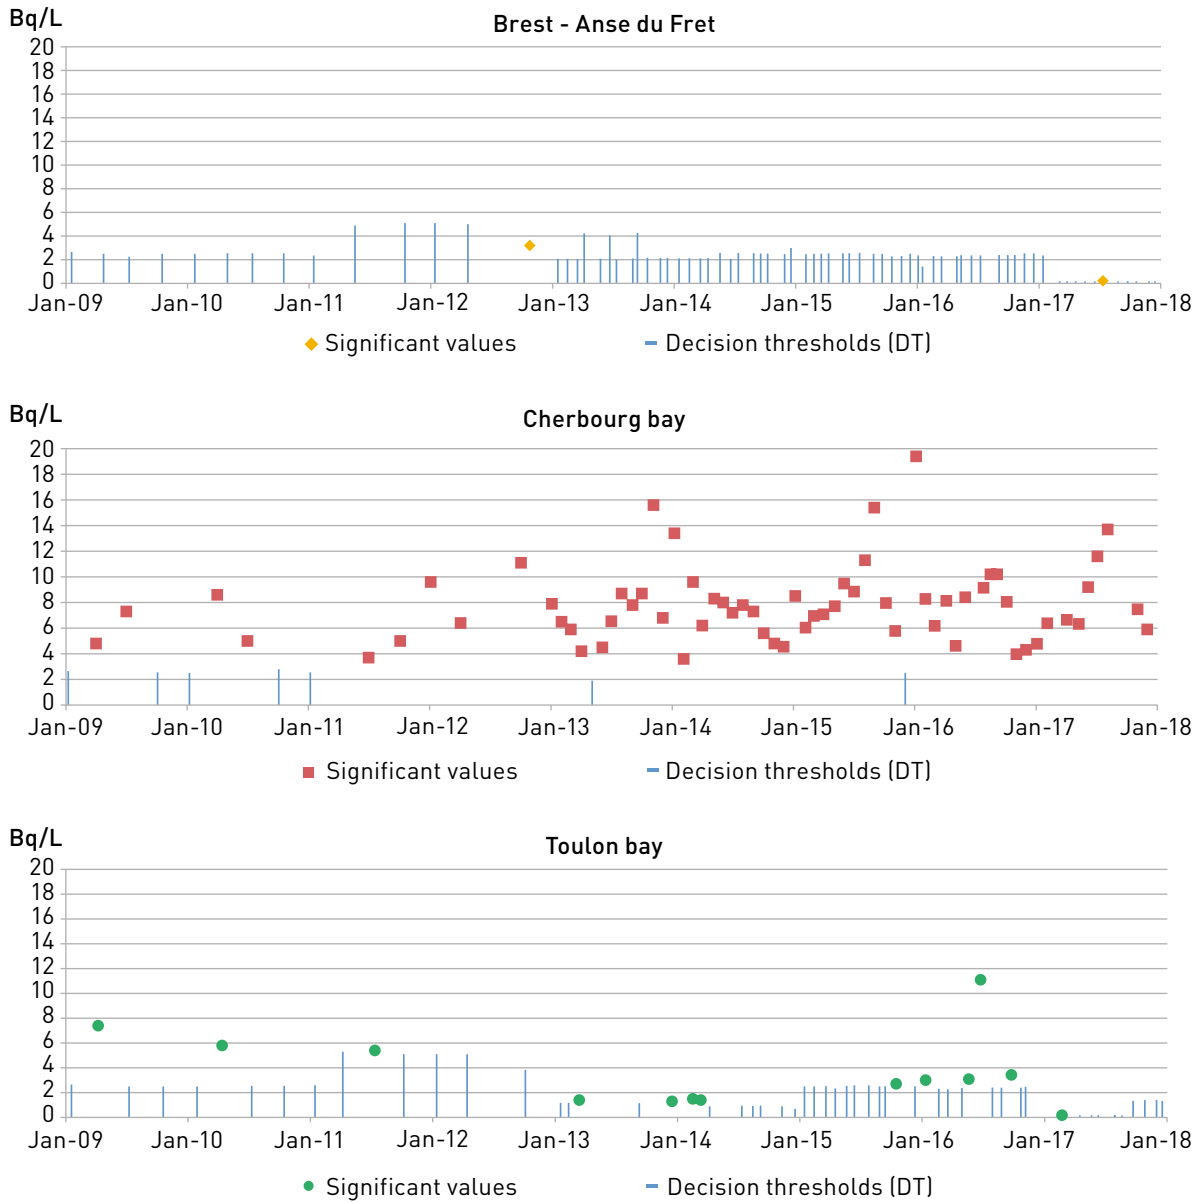 Bq/L
Brest - Anse du Fret
20
18
16
14
12
10
8
6
4
2
0
Jan-09 Jan-10 Jan-11 Jan-12 Jan-13 Jan-14 Jan-15 Jan-16 Jan-17 Jan-18
Significant values Decision thresholds (DT)
Bq/L
Cherbourg bay
20
18
16
14
12
10
8
6
4
2
0
Jan-09 Jan-10 Jan-11 Jan-12 Jan-13 Jan-14 Jan-15 Jan-16 Jan-17 Jan-18
Significant values Decision thresholds (DT)
Bq/L
Toulon bay
20
18
16
14
12
10
8
6
4
2
0
Jan-09 Jan-10 Jan-11 Jan-12 Jan-13 Jan-14 Jan-15 Jan-16 Jan-17 Jan-18
Significant values Decision thresholds (DT)